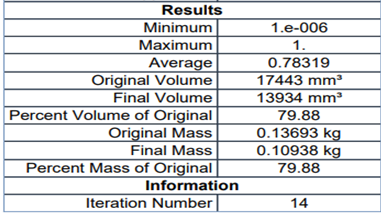 Results
Minimum 1.e-006
Maximum 1.
Average 0.78319
Original Volume 17443 mm³
Final Volume 13934 mm³
Percent Volume of Original 79.88
Original Mass 0.13693 kg
Final Mass 0.10938 kg
Percent Mass of Original 79.88
Information
Iteration Number 14